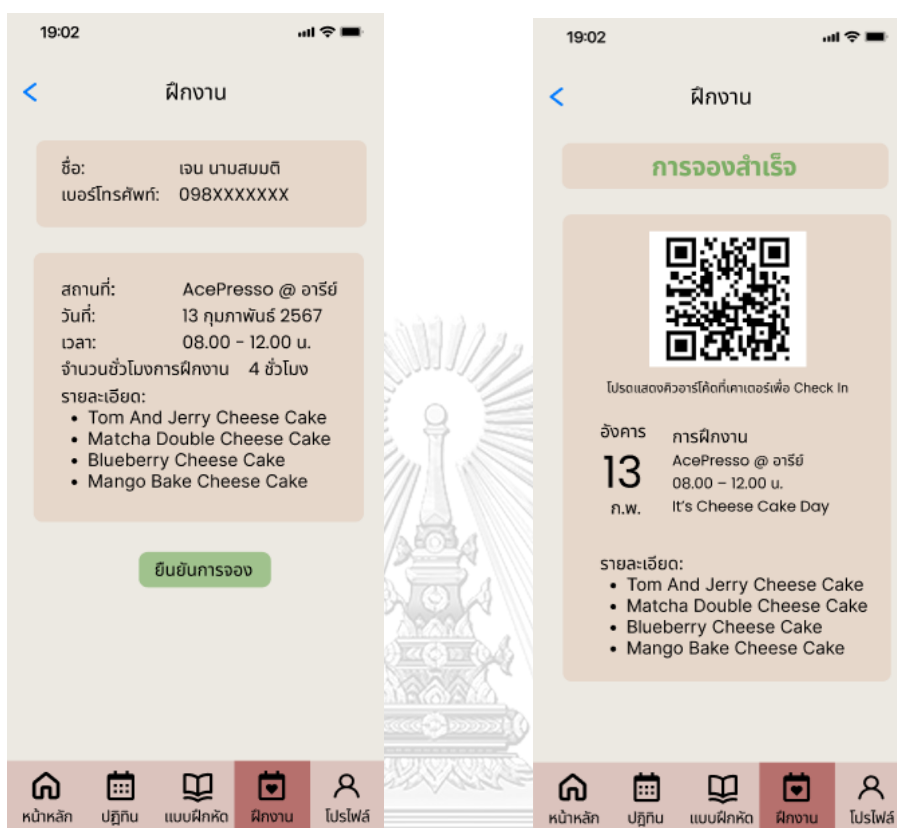 19:02
ฝึกงาน
ชื่อ: เจน นามสมมติ
เบอร์โทรศัพท์: 098XXXXXXX
สถานที่: AcePresso @ อารีย์
วันที่: 13 กุมภาพันธ์ 2567
เวลา: 08.00 - 12.00 น.
จำนวนชั่วโมงการฝึกงาน 4 ชั่วโมง
รายละเอียด:
• Tom And Jerry Cheese Cake
• Matcha Double Cheese Cake
• Blueberry Cheese Cake
• Mango Bake Cheese Cake
ยืนยันการจอง
หน้าหลัก ปฏิทิน แบบฝึกหัด ฝึกงาน โปรไฟล์
19:02
ฝึกงาน
การจองสำเร็จ
โปรดแสดงคิวอาร์โค้ดที่เคาเตอร์เพื่อ Check In
อังคาร
13
ก.พ.
การฝึกงาน
AcePresso @ อารีย์
08.00 – 12.00 น.
It's Cheese Cake Day
รายละเอียด:
• Tom And Jerry Cheese Cake
• Matcha Double Cheese Cake
• Blueberry Cheese Cake
• Mango Bake Cheese Cake
หน้าหลัก ปฏิทิน แบบฝึกหัด ฝึกงาน โปรไฟล์